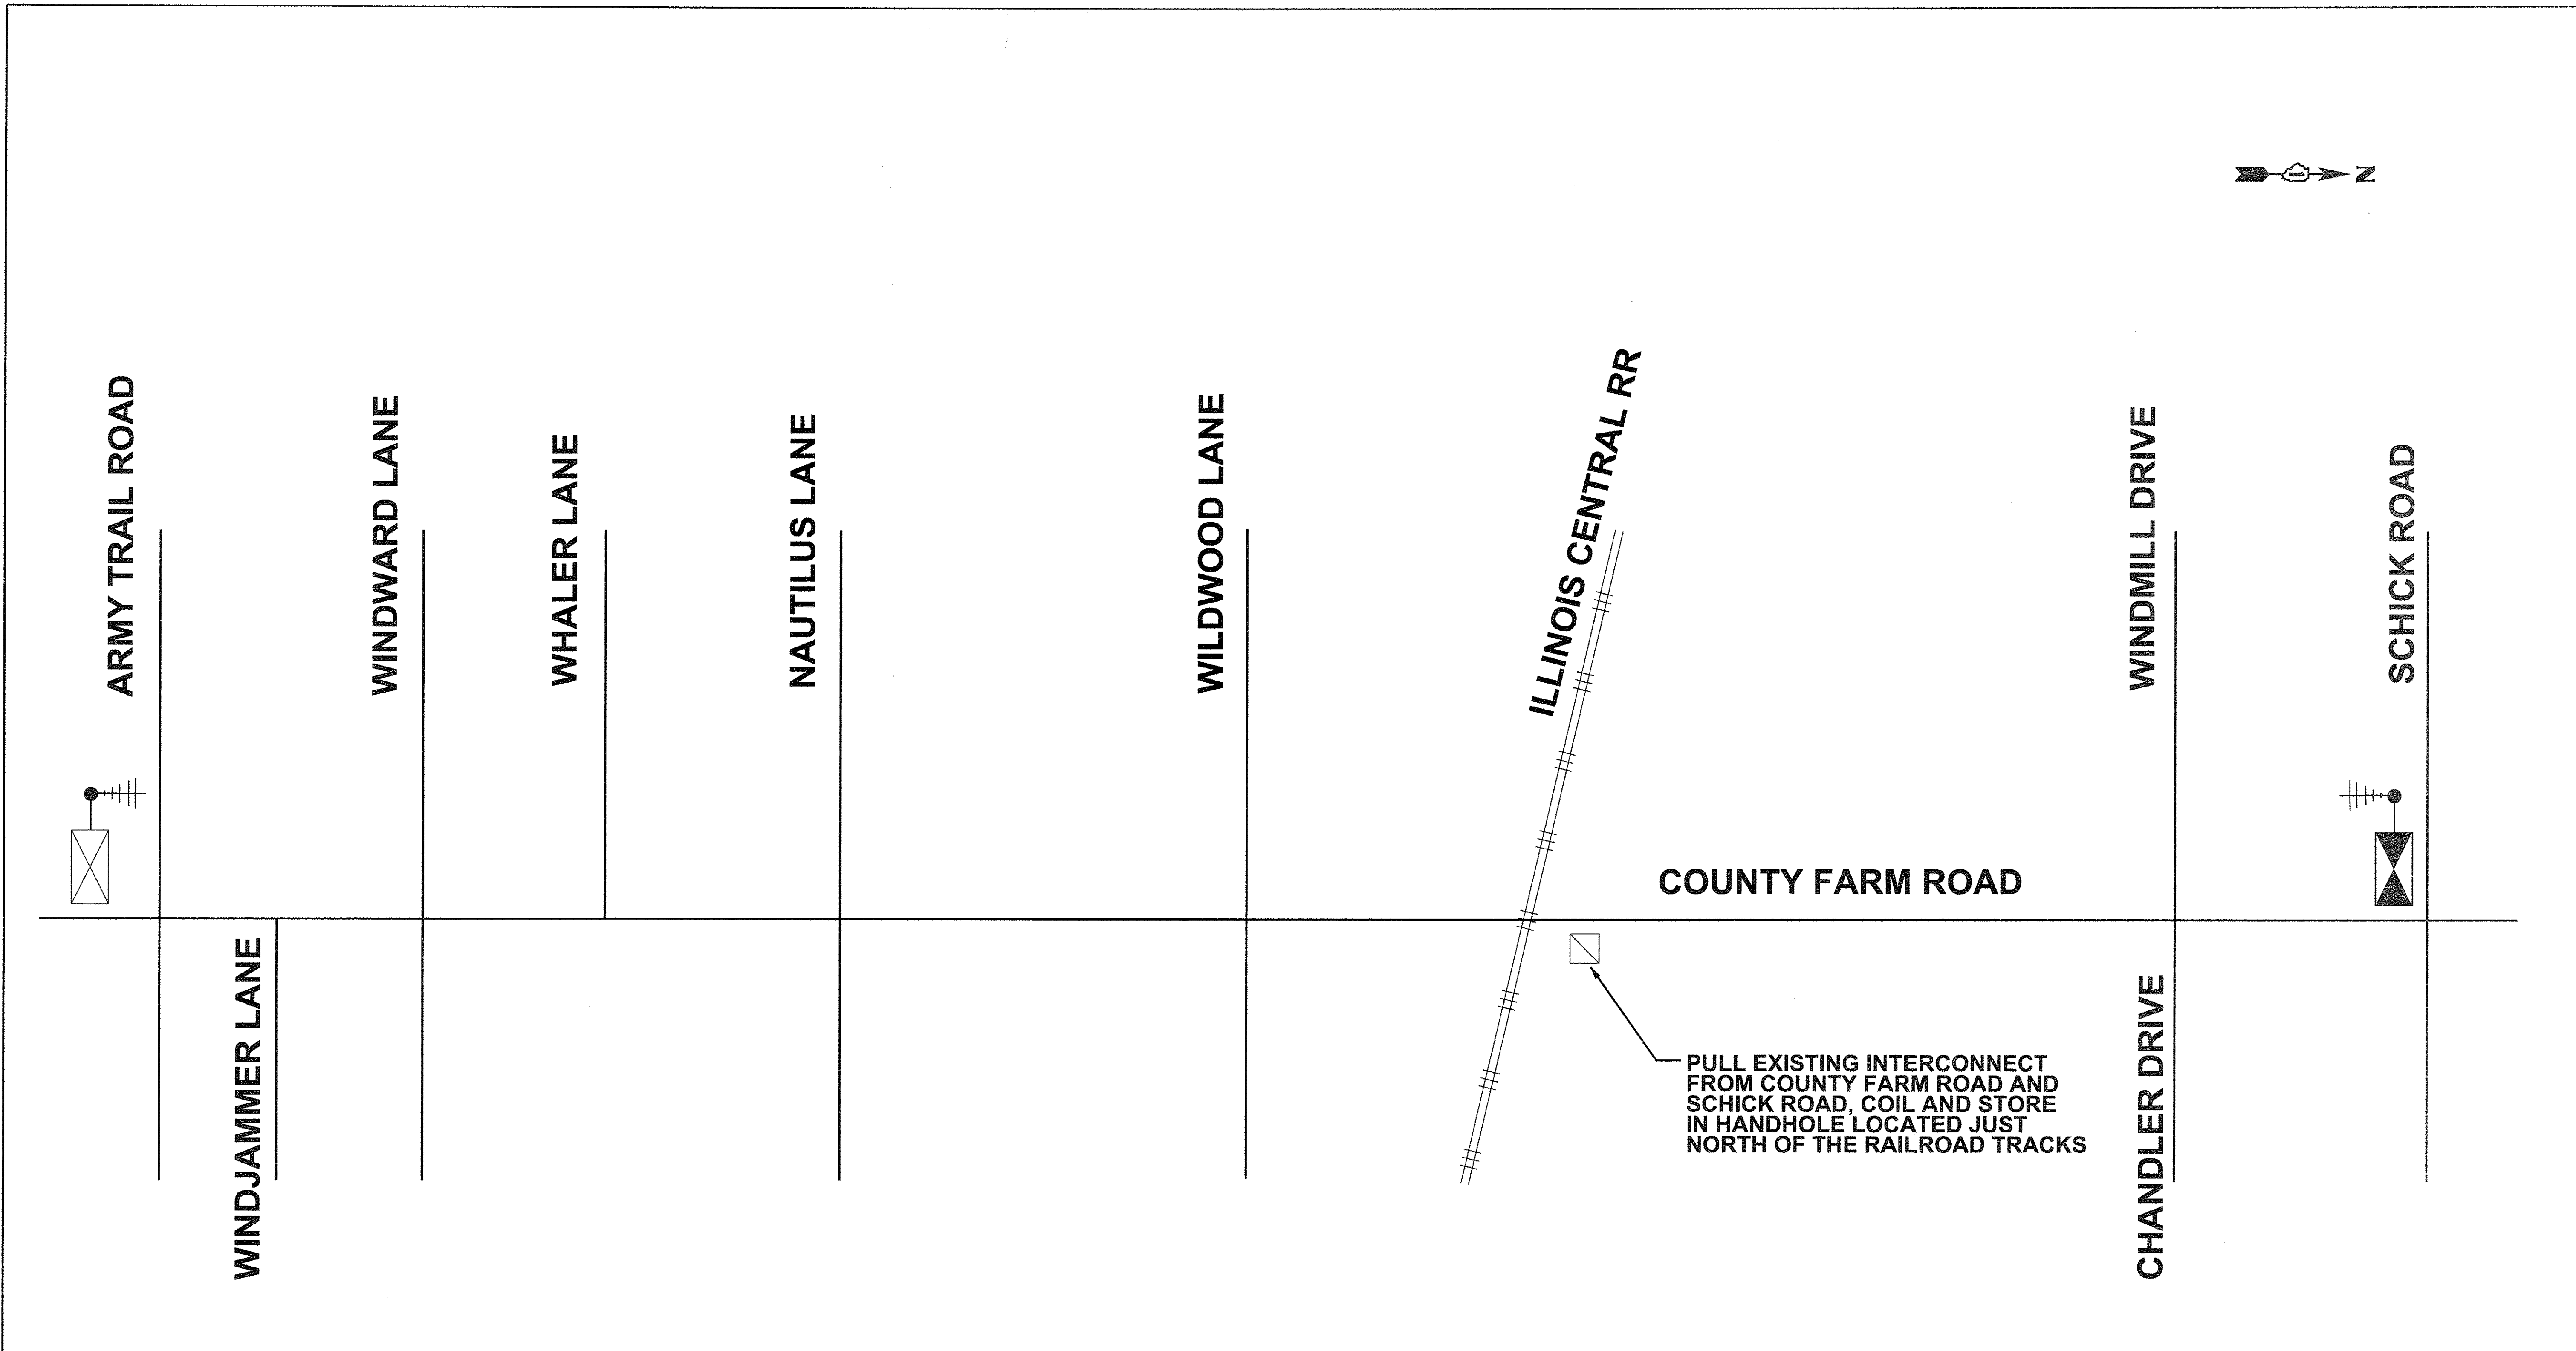 N
ARMY TRAIL ROAD
WINDWARD LANE
WHALER LANE
NAUTILUS LANE
WILDWOOD LANE
ILLINOIS CENTRAL RR
WINDMILL DRIVE
SCHICK ROAD
COUNTY FARM ROAD
WINDJAMMER LANE
CHANDLER DRIVE
PULL EXISTING INTERCONNECT
FROM COUNTY FARM ROAD AND
SCHICK ROAD, COIL AND STORE
IN HANDHOLE LOCATED JUST
NORTH OF THE RAILROAD TRACKS